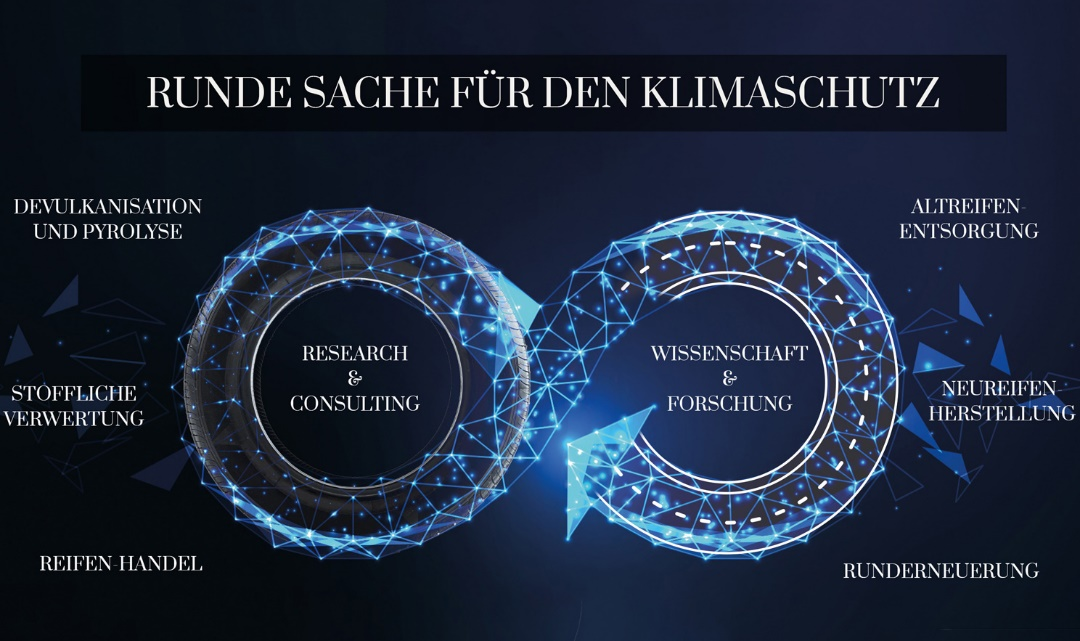 RUNDE SACHE FÜR DEN KLIMASCHUTZ
DEVULKANISATION
UND PYROLYSE
STOFFLICHE
VERWERTUNG
REIFEN-HANDEL
RESEARCH
&
CONSULTING
WISSENSCHAFT
&
FORSCHUNG
ALTREIFEN-
ENTSORGUNG
NEUREIFEN-
HERSTELLUNG
RUNDERNEUERUNG